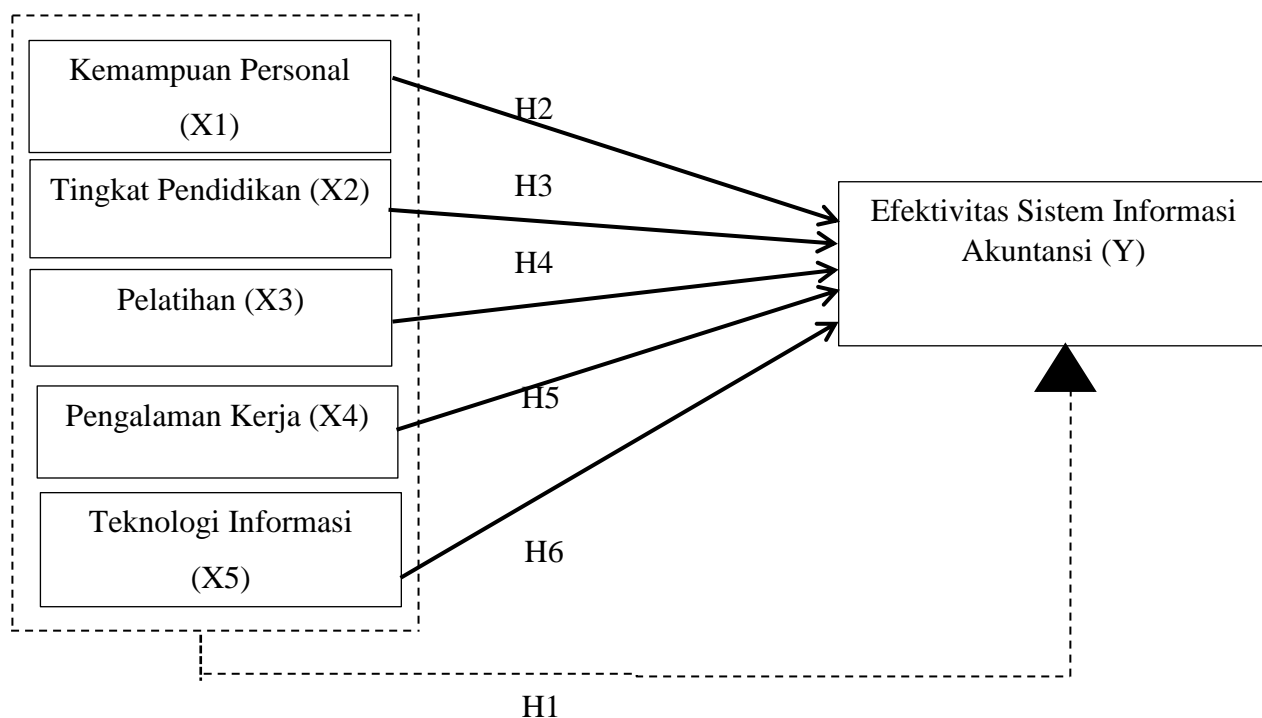 Kemampuan Personal
(X1)
Tingkat Pendidikan (X2)
Pelatihan (X3)
Pengalaman Kerja (X4)
Teknologi Informasi
(X5)
H2
H3
H4
H5
H6
Efektivitas Sistem Informasi
Akuntansi (Y)
H1